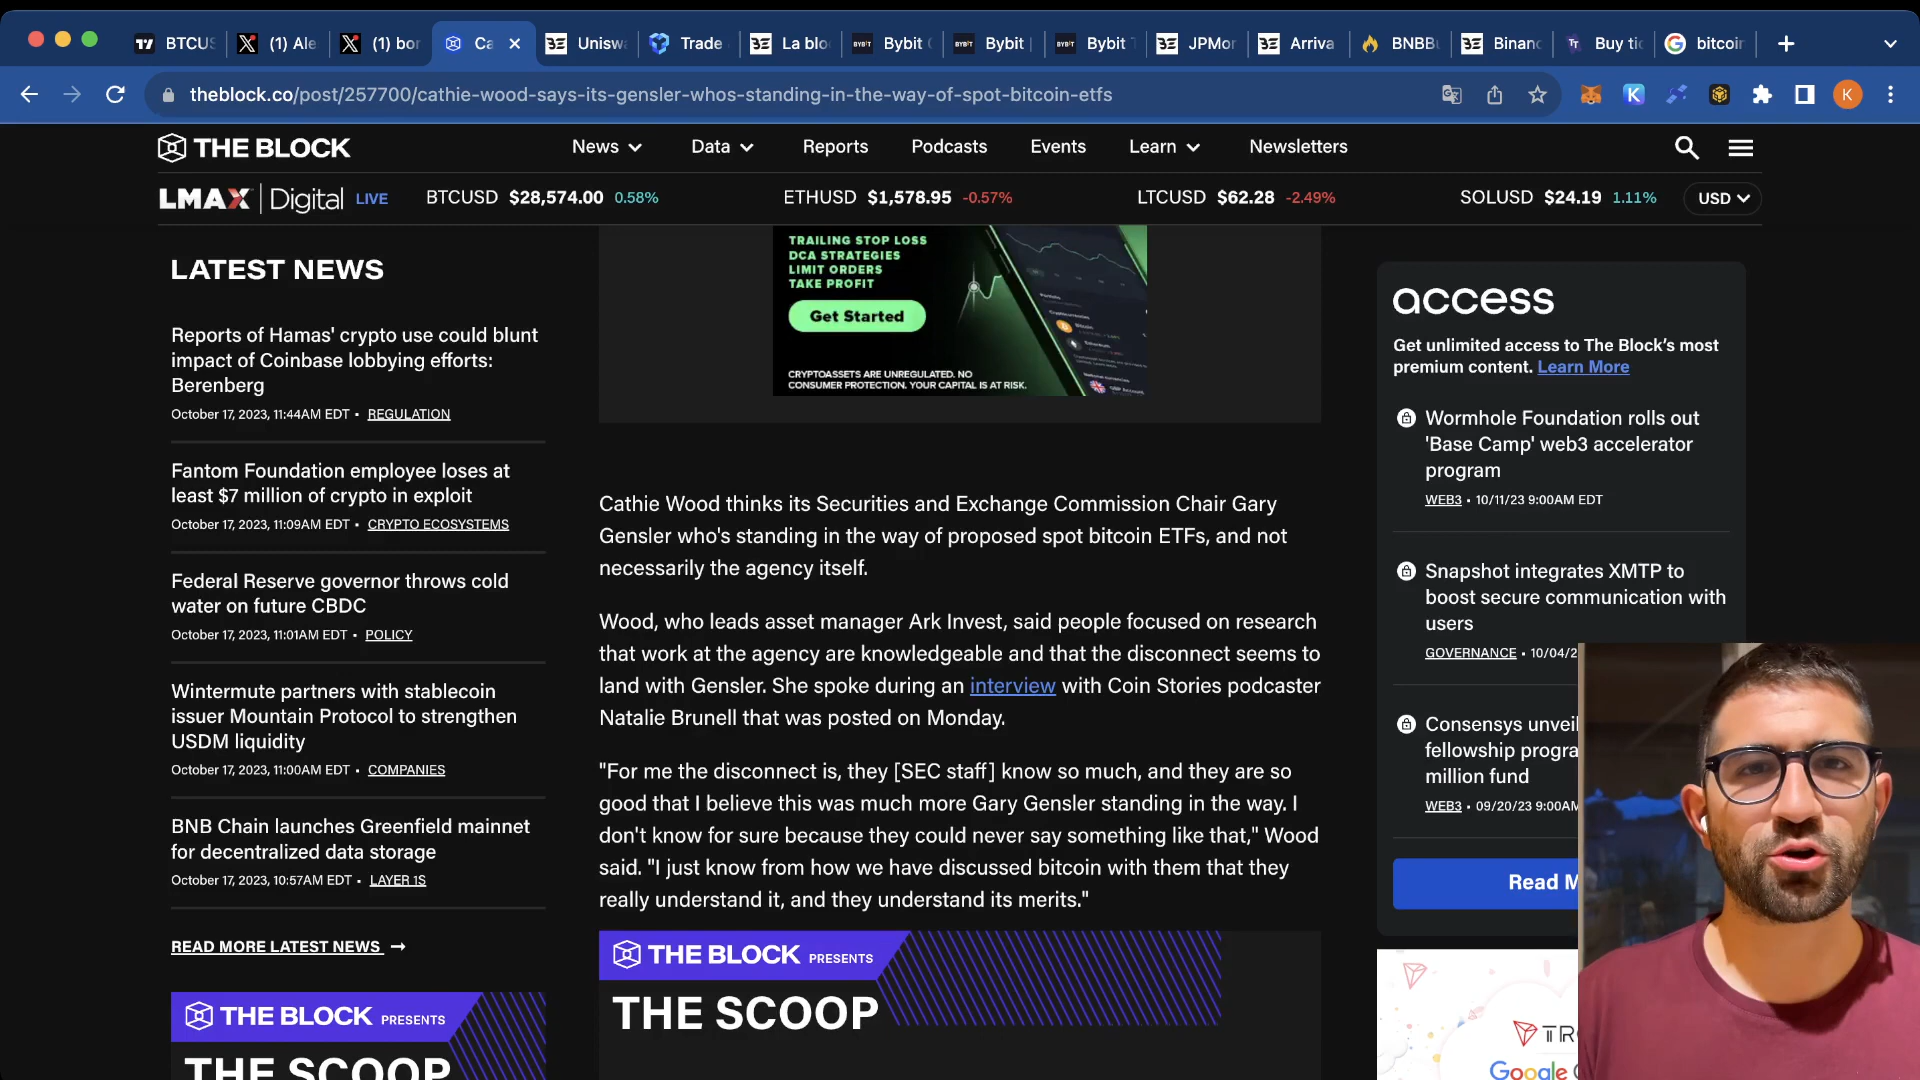 BTCUS
(1) Ale
(1) bor
Ca
Unisw
Trade
La blo
BYBIT
Bybit
BYBIT
Bybit
BYBIT
Bybit T
JPMor
Arriva
BNBB
Binanc
TT
Buy tic
bitcoin
theblock.co/post/257700/cathie-wood-says-its-gensler-whos-standing-in-the-way-of-spot-bitcoin-etfs
K
K
THE BLOCK
News
Data
Reports
Podcasts
Events
Learn
Newsletters
LMAX Digital LIVE
BTCUSD $28,574.00 0.58%
ETHUSD $1,578.95 -0.57%
LTCUSD $62.28 -2.49%
SOLUSD $24.19 1.11%
USD
LATEST NEWS
Reports of Hamas' crypto use could blunt
impact of Coinbase lobbying efforts:
Berenberg
October 17, 2023, 11:44AM EDT • REGULATION
Fantom Foundation employee loses at
least $7 million of crypto in exploit
October 17, 2023, 11:09AM EDT • CRYPTO ECOSYSTEMS
Federal Reserve governor throws cold
water on future CBDC
October 17, 2023, 11:01AM EDT • POLICY
Wintermute partners with stablecoin
issuer Mountain Protocol to strengthen
USDM liquidity
October 17, 2023, 11:00AM EDT • COMPANIES
BNB Chain launches Greenfield mainnet
for decentralized data storage
October 17, 2023, 10:57AM EDT • LAYER 1S
READ MORE LATEST NEWS →
THE BLOCK PRESENTS
THE SCOOP
TRAILING STOP LOSS
DCA STRATEGIES
LIMIT ORDERS
TAKE PROFIT
Get Started
CRYPTOASSETS ARE UNREGULATED. NO
CONSUMER PROTECTION. YOUR CAPITAL IS AT RISK.
Cathie Wood thinks its Securities and Exchange Commission Chair Gary
Gensler who's standing in the way of proposed spot bitcoin ETFs, and not
necessarily the agency itself.
Wood, who leads asset manager Ark Invest, said people focused on research
that work at the agency are knowledgeable and that the disconnect seems to
land with Gensler. She spoke during an interview with Coin Stories podcaster
Natalie Brunell that was posted on Monday.
"For me the disconnect is, they [SEC staff] know so much, and they are so
good that I believe this was much more Gary Gensler standing in the way. I
don't know for sure because they could never say something like that," Wood
said. "I just know from how we have discussed bitcoin with them that they
really understand it, and they understand its merits."
THE BLOCK PRESENTS
THE SCOOP
access
Get unlimited access to The Block's most
premium content. Learn More
Wormhole Foundation rolls out
'Base Camp' web3 accelerator
program
WEB3 • 10/11/23 9:00AM EDT
Snapshot integrates XMTP to
boost secure communication with
users
GOVERNANCE • 10/04/2
Consensys unveil
fellowship progra
million fund
WEB3 • 09/20/23 9:00AM
Read M
TR
Google C